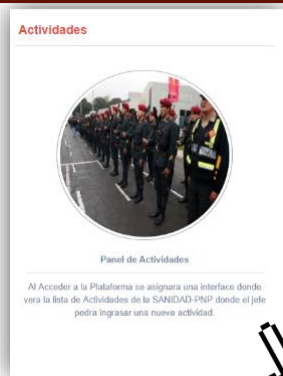 Actividades
Panel de Actividades
Al Acceder a la Plataforma se asignara una interface donde
vera la lista de Actividades de la SANIDAD-PNP donde el jefe
podra ingrasar una nueva actividad.